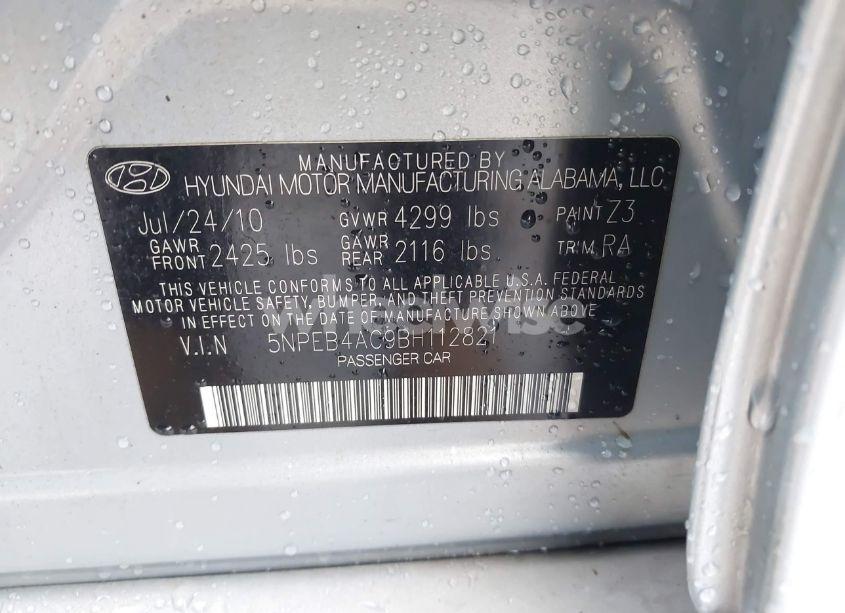 MANUFACTURED BY
HYUNDAI MOTOR MANUFACTURING ALABAMA, LLC
Jul/24/10 GVWR 4299 lbs PAINT Z3
GAWR FRONT 2425 lbs GAWR REAR 2116 lbs TRIM RA
THIS VEHICLE CONFORMS TO ALL APPLICABLE U.S.A. FEDERAL
MOTOR VEHICLE SAFETY, BUMPER, AND THEFT PREVENTION STANDARDS
IN EFFECT ON THE DATE OF MANUFACTURE SHOWN ABOVE
V.I.N 5NPEB4AC9BH112821
PASSENGER CAR